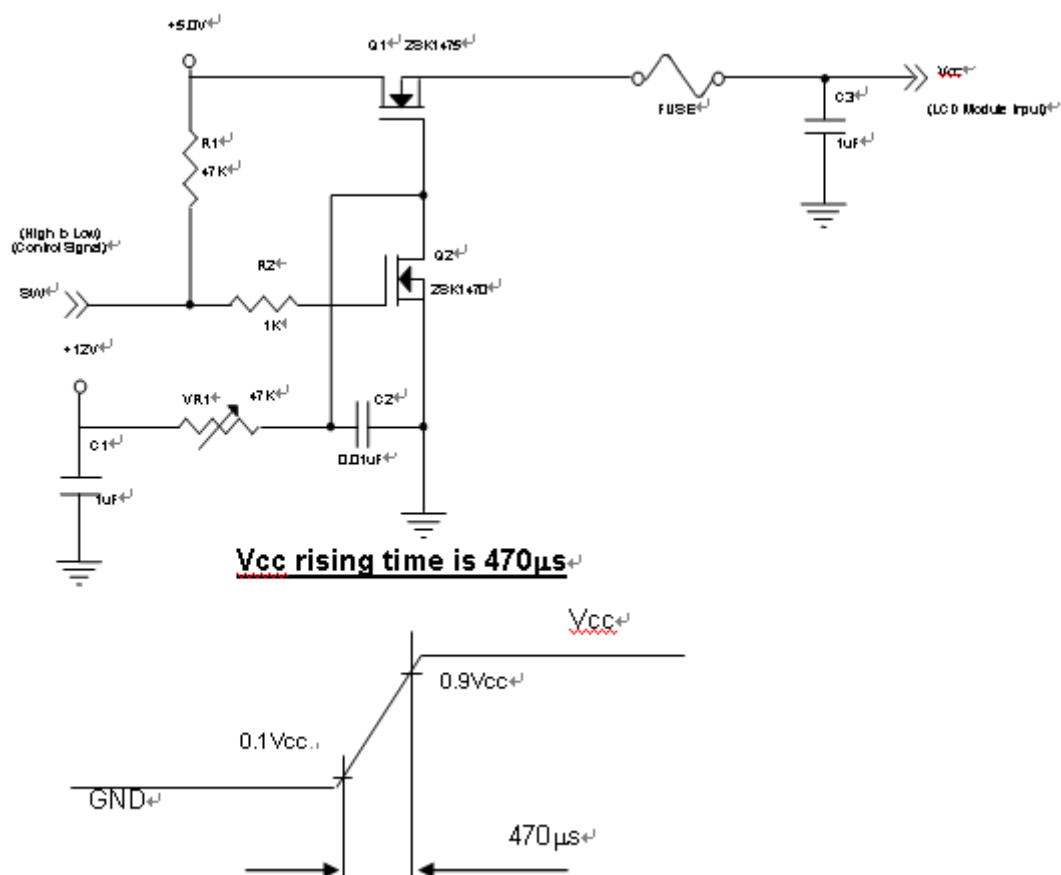 +5.0V↵
Q1↵ 2SK1475↵
Vcc↵
(LCD Module Input)↵
FUSE↵
C3↵
1uF↵
R1↵
47K↵
(High to Low)↵
(Control Signal)↵
SW↵
R2↵
1K↵
Q2↵
2SK1470↵
+12V↵
VR1↵
47K↵
C2↵
0.01uF↵
C1↵
1uF↵
Vcc rising time is 470μs↵
Vcc↵
0.9Vcc↵
0.1Vcc↓
GND↵
470μs↵